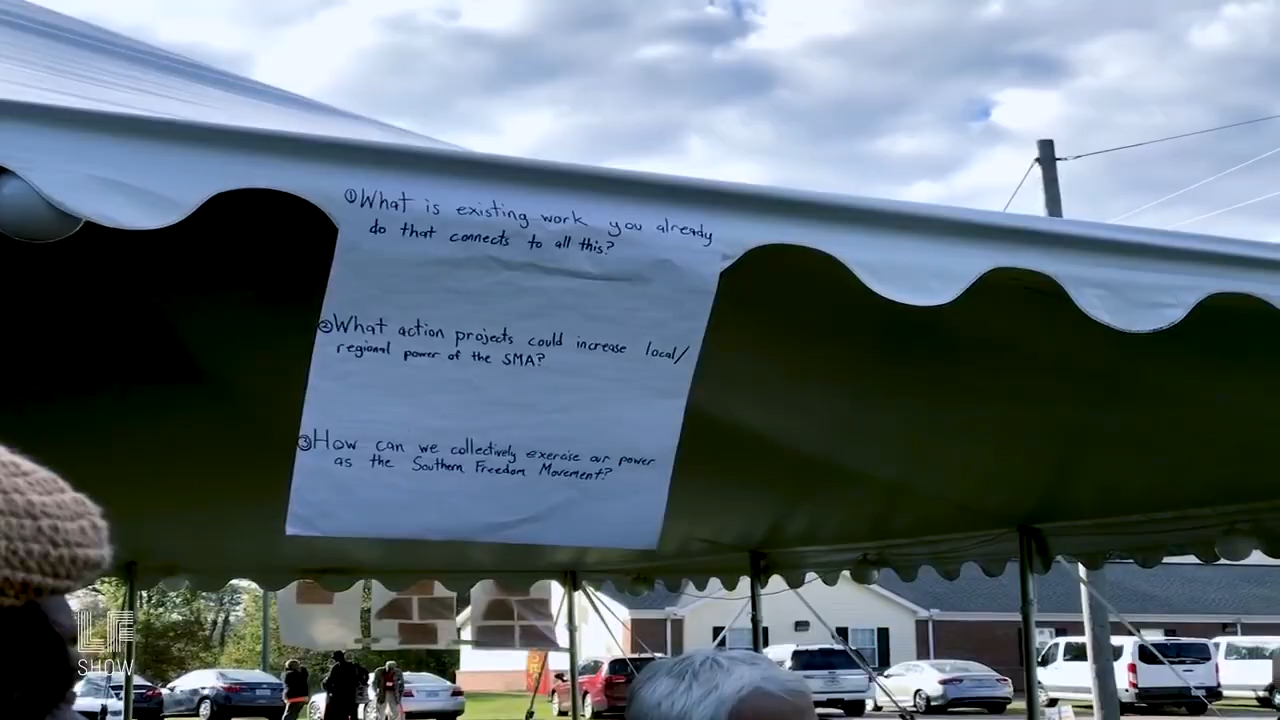 ①What is existing work you already
do that connects to all this?
②What action projects could increase local/
regional power of the SMA?
③How can we collectively exercise our power
as the Southern Freedom Movement?
LF
SHOW